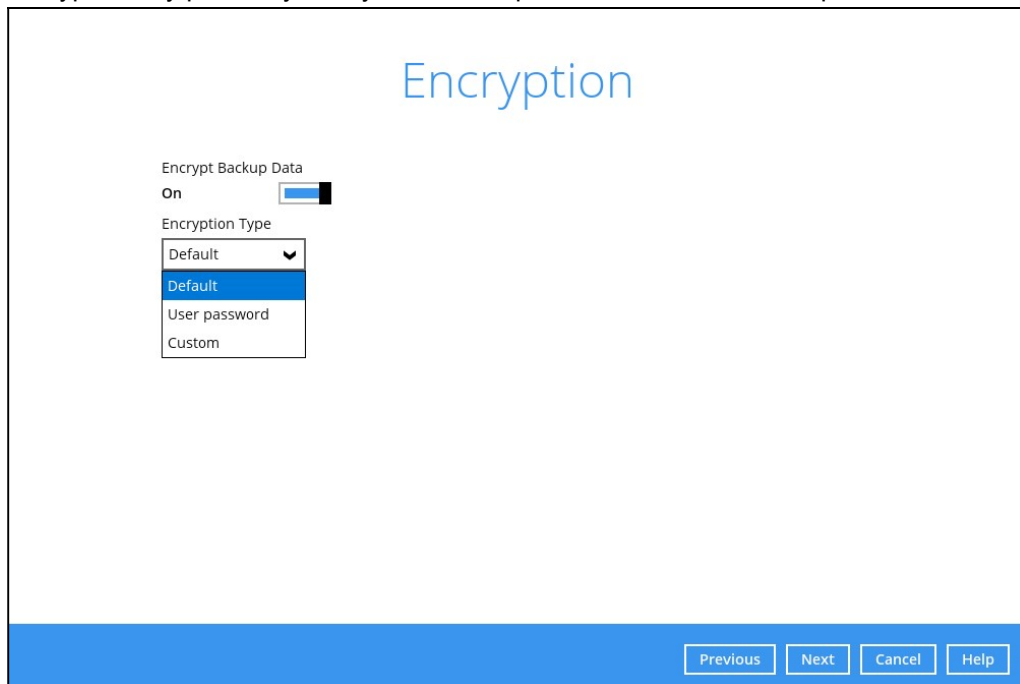 Encryption
Encrypt Backup Data
On
Encryption Type
Default
Default
User password
Custom
Previous Next Cancel Help